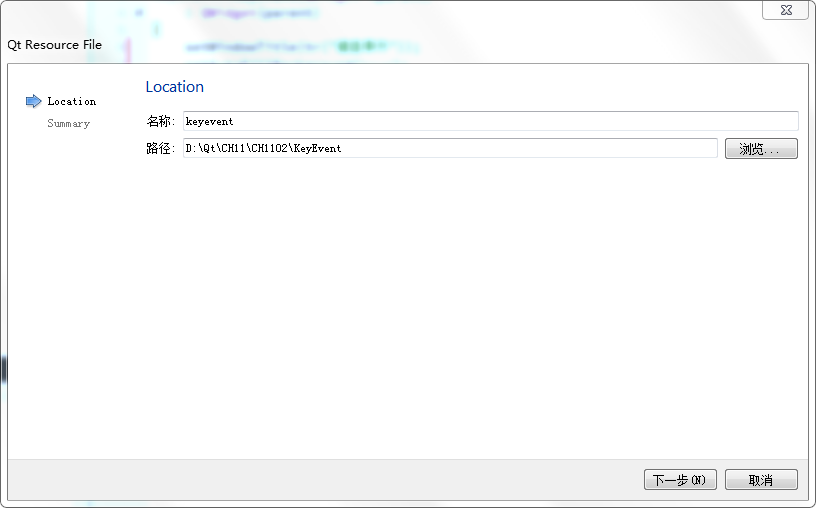 Qt Resource File
Location
Location
Summary
名称: keyevent
路径: D:\Qt\CH11\CH1102\KeyEvent 浏览...
下一步(N) 取消